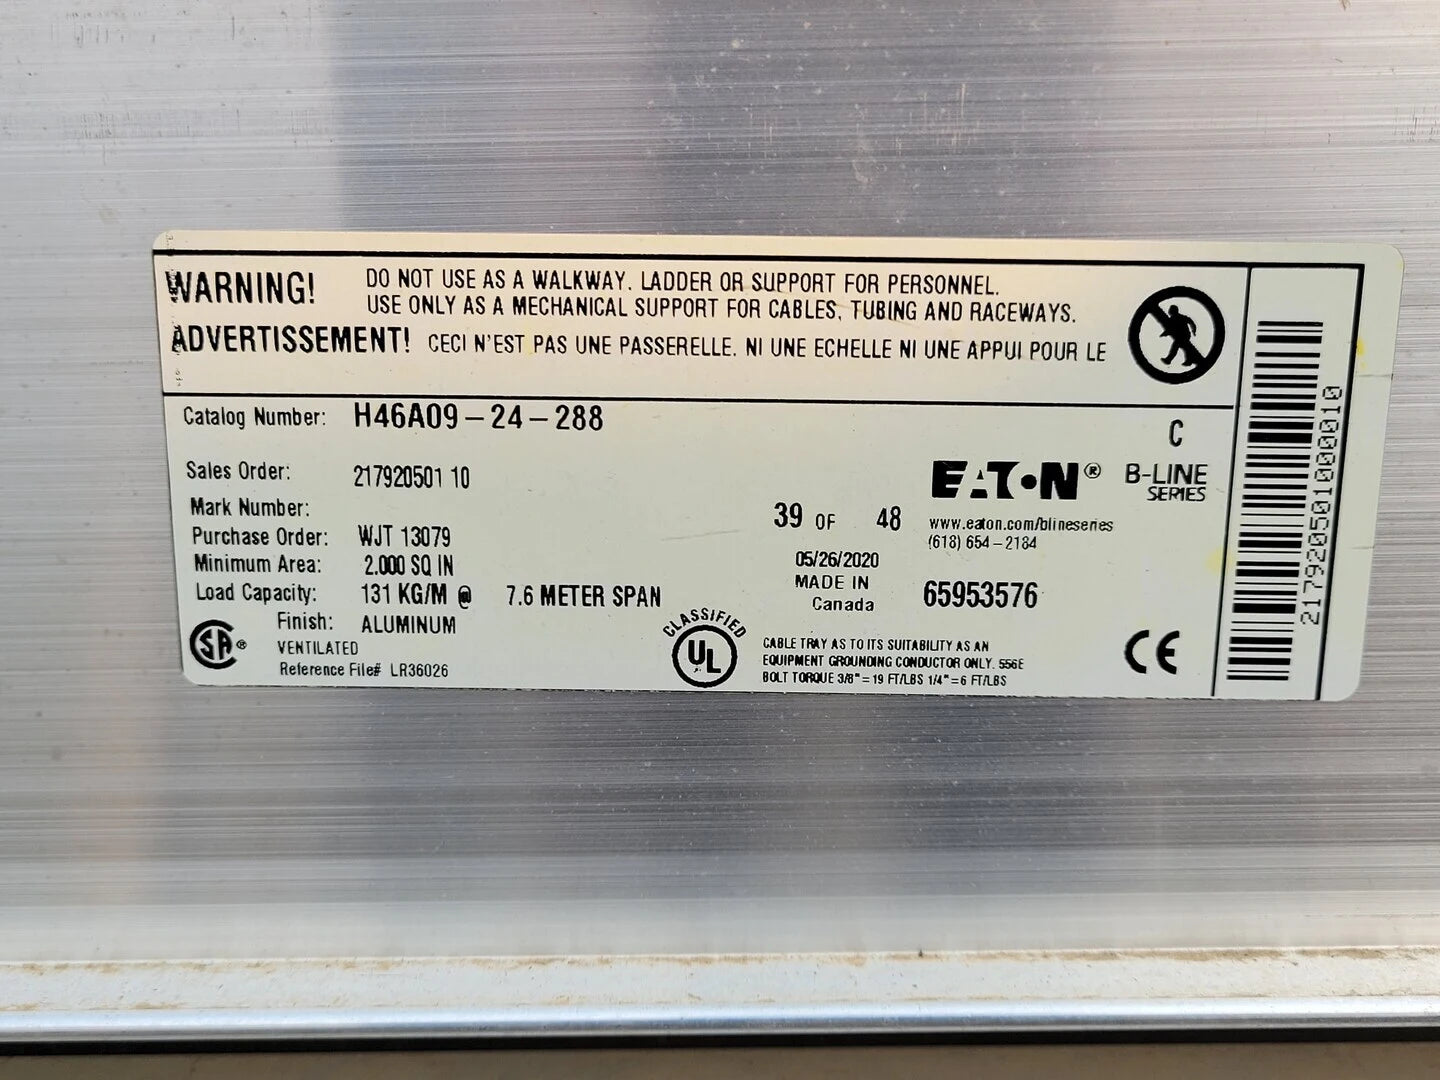 WARNING! DO NOT USE AS A WALKWAY. LADDER OR SUPPORT FOR PERSONNEL.
USE ONLY AS A MECHANICAL SUPPORT FOR CABLES, TUBING AND RACEWAYS.
ADVERTISSEMENT! CECI N'EST PAS UNE PASSERELLE. NI UNE ECHELLE NI UNE APPUI POUR LE
Catalog Number: H46A09-24-288
C
Sales Order: 217920501 10
EATON® B-LINE
SERIES
Mark Number:
39 OF 48
www.eaton.com/blineseries
Purchase Order: WJT 13079
(618) 654-2184
Minimum Area: 2.000 SQ IN
05/26/2020
Load Capacity: 131 KG/M @ 7.6 METER SPAN
MADE IN
Canada
65953576
Finish: ALUMINUM
SA®
VENTILATED
Reference File# LR36026
CLASSIFIED
UL
CABLE TRAY AS TO ITS SUITABILITY AS AN
EQUIPMENT GROUNDING CONDUCTOR ONLY. 556E
BOLT TORQUE 3/8"=19 FT/LBS 1/4"=6 FT/LBS
CE
21792050101000010